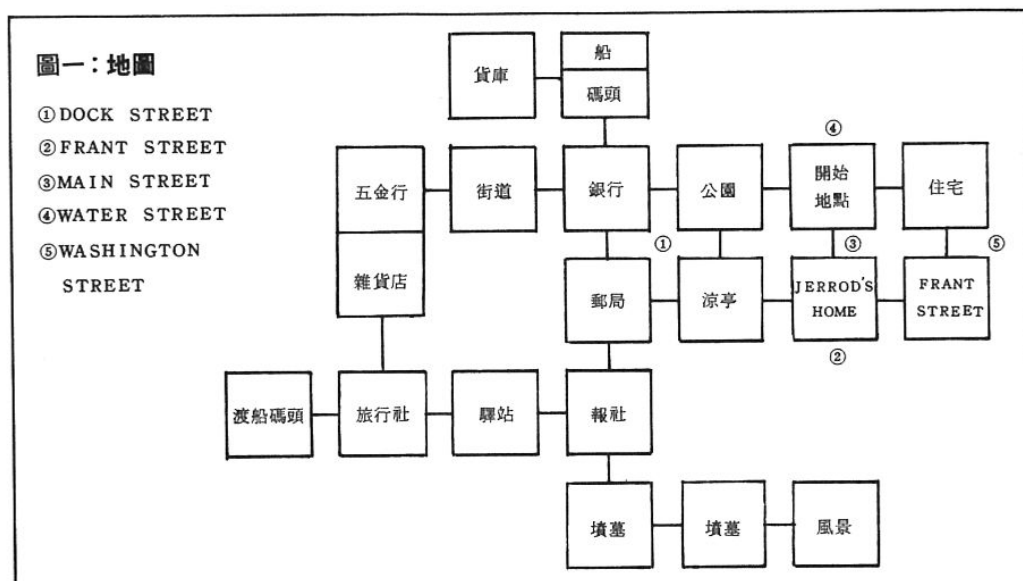 圖一：地圖
①DOCK STREET
②FRANT STREET
③MAIN STREET
④WATER STREET
⑤WASHINGTON
STREET
貨庫
船
碼頭
④
五金行
街道
銀行
公園
開始
地點
住宅
①
③
⑤
雜貨店
郵局
涼亭
JERROD'S
HOME
FRANT
STREET
②
渡船碼頭
旅行社
驛站
報社
墳墓
墳墓
風景